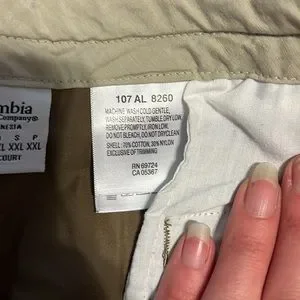 mbia
Company®
S P
XXL XXL
COURT
107 AL 8260
MACHINE WASH COLD GENTLE,
WASH SEPARATELY, TUMBLE DRY LOW,
REMOVE PROMPTLY, IRON LOW,
DO NOT BLEACH, DO NOT DRYCLEAN
SHELL: 70% COTTON, 30% NYLON
EXCLUSIVE OF TRIMMING
RN 69724
CA 05367